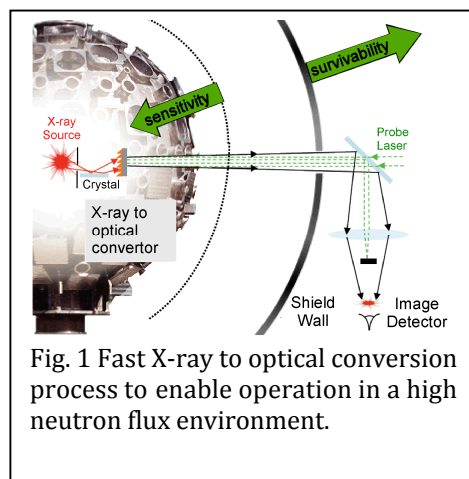 survivability
sensitivity
X-ray
Source
Probe
Laser
Crystal
X-ray to
optical
convertor
Shield
Wall
Image
Detector
Fig. 1 Fast X-ray to optical conversion
process to enable operation in a high
neutron flux environment.